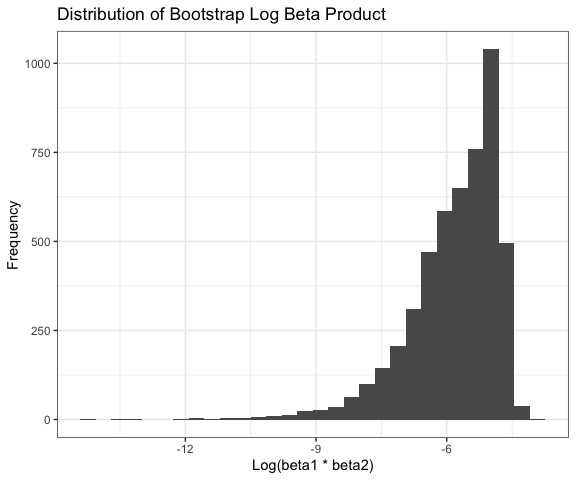 Distribution of Bootstrap Log Beta Product
1000
750
500
250
0
Frequency
-12
-9
-6
Log(beta1 * beta2)